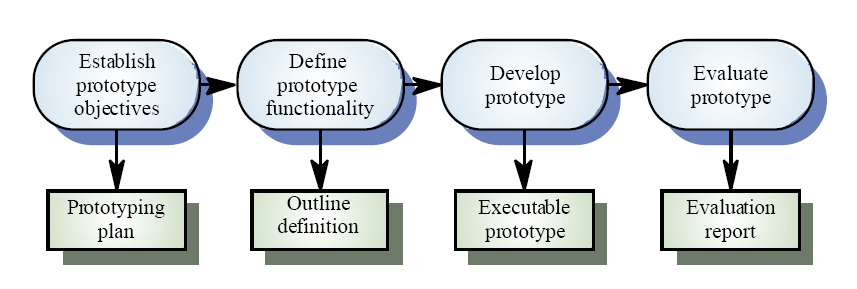 Establish
prototype
objectives
Define
prototype
functionality
Develop
prototype
Evaluate
prototype
Prototyping
plan
Outline
definition
Executable
prototype
Evaluation
report